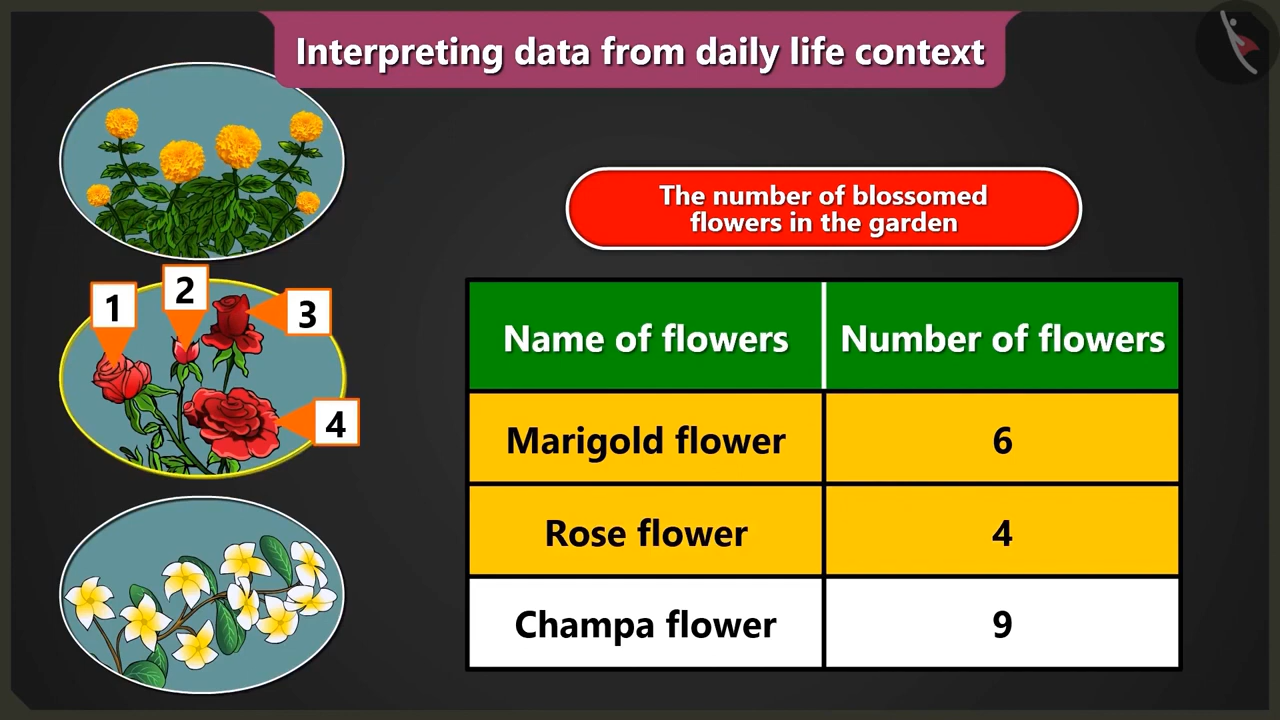 Interpreting data from daily life context
The number of blossomed
flowers in the garden
1
2
3
4
Name of flowers Number of flowers
Marigold flower 6
Rose flower 4
Champa flower 9